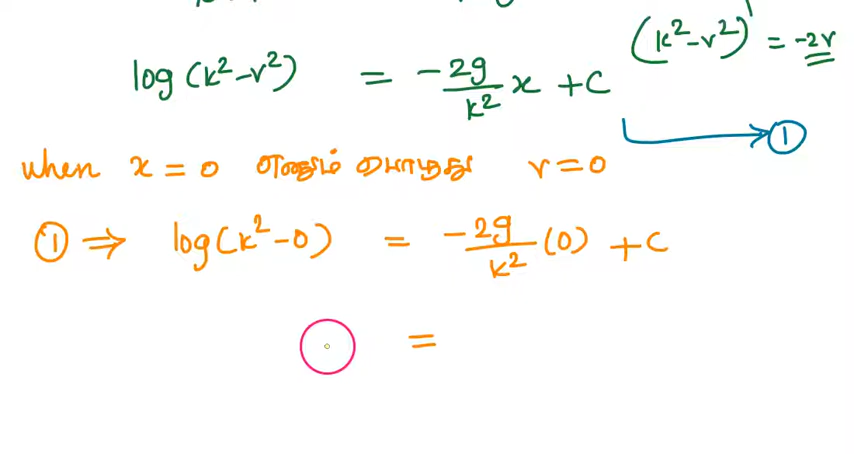 (k²-v²)' = -2v
log(k²-v²) = -2g/k² x + C
①
when x = 0 என்னும் பொழுது v = 0
① ⇒ log(k²-0) = -2g/k² (0) + C
=